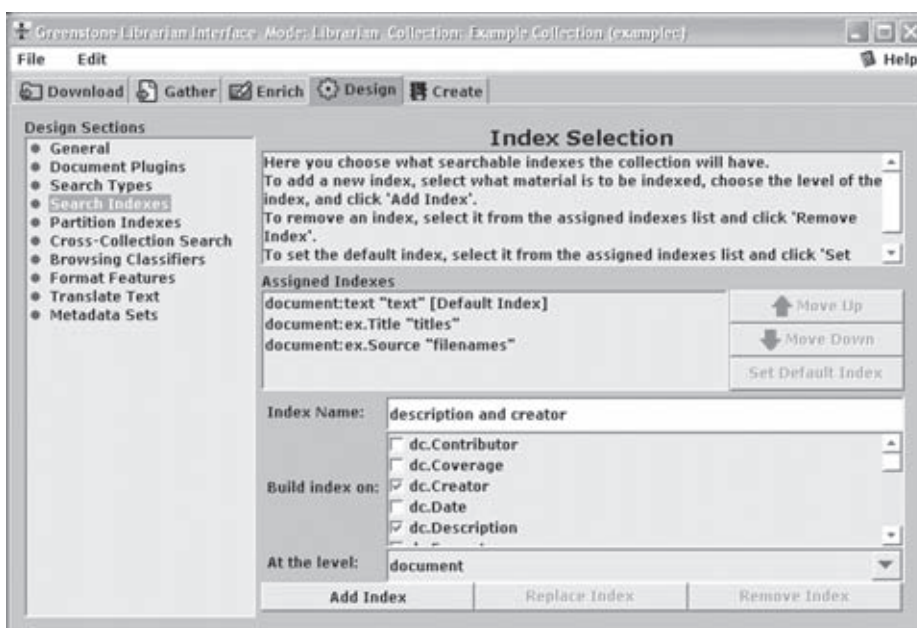 Greenstone Librarian Interface Mode: Librarian Collection: Example Collection (examplec)
File Edit Help
Download Gather Enrich Design Create
Design Sections
General
Document Plugins
Search Types
Search Indexes
Partition Indexes
Cross-Collection Search
Browsing Classifiers
Format Features
Translate Text
Metadata Sets
Index Selection
Here you choose what searchable indexes the collection will have.
To add a new index, select what material is to be indexed, choose the level of the
index, and click 'Add Index'.
To remove an index, select it from the assigned indexes list and click 'Remove
Index'.
To set the default index, select it from the assigned indexes list and click 'Set
Assigned Indexes
document:text "text" [Default Index]
document:ex.Title "titles"
document:ex.Source "filenames"
Move Up
Move Down
Set Default Index
Index Name: description and creator
Build index on:
dc.Contributor
dc.Coverage
dc.Creator
dc.Date
dc.Description
At the level: document
Add Index Replace Index Remove Index